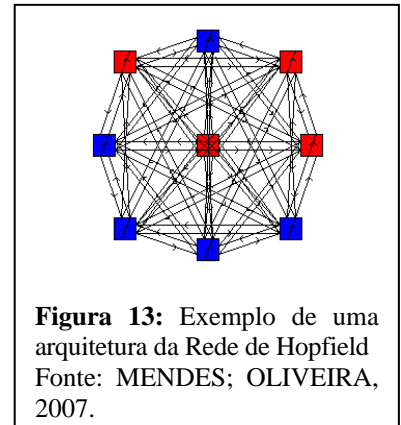 Figura 13: Exemplo de uma
arquitetura da Rede de Hopfield
Fonte: MENDES; OLIVEIRA,
2007.